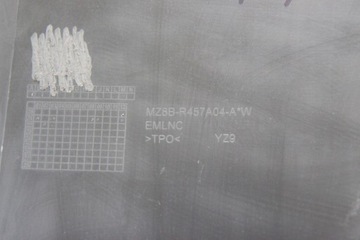 MZ8B-R457A04-A*W
EMLNC
>TPO< YZ9